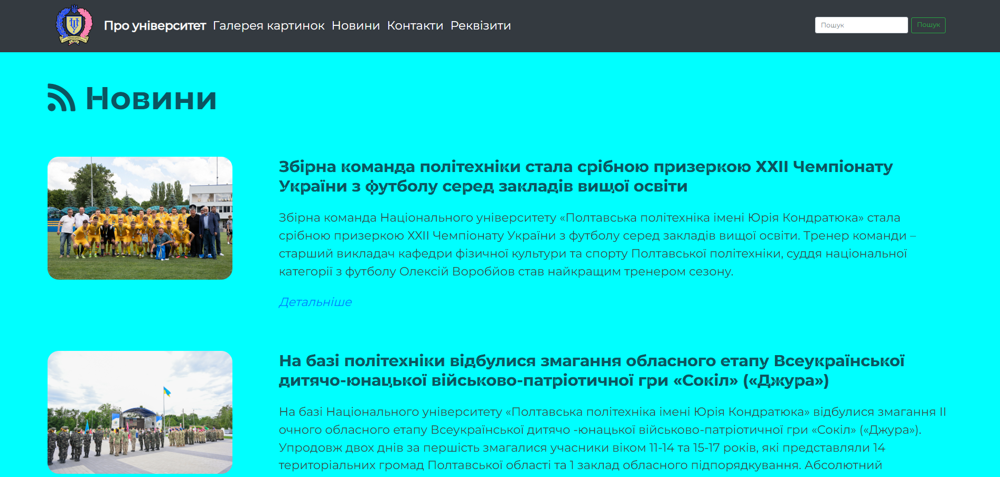 Про університет Галерея картинок Новини Контакти Реквізити
Пошук Пошук
Новини
Збірна команда політехніки стала срібною призеркою XXII Чемпіонату
України з футболу серед закладів вищої освіти
Збірна команда Національного університету «Полтавська політехніка імені Юрія Кондратюка» стала
срібною призеркою XXII Чемпіонату України з футболу серед закладів вищої освіти. Тренер команди –
старший викладач кафедри фізичної культури та спорту Полтавської політехніки, суддя національної
категорії з футболу Олексій Воробйов став найкращим тренером сезону.
Детальніше
На базі політехніки відбулися змагання обласного етапу Всеукраїнської
дитячо-юнацької військово-патріотичної гри «Сокіл» («Джура»)
На базі Національного університету «Полтавська політехніка імені Юрія Кондратюка» відбулися змагання II
очного обласного етапу Всеукраїнської дитячо -юнацької військово-патріотичної гри «Сокіл» («Джура»).
Упродовж двох днів за першість змагалися учасники віком 11-14 та 15-17 років, які представляли 14
територіальних громад Полтавської області та 1 заклад обласного підпорядкування. Абсолютний